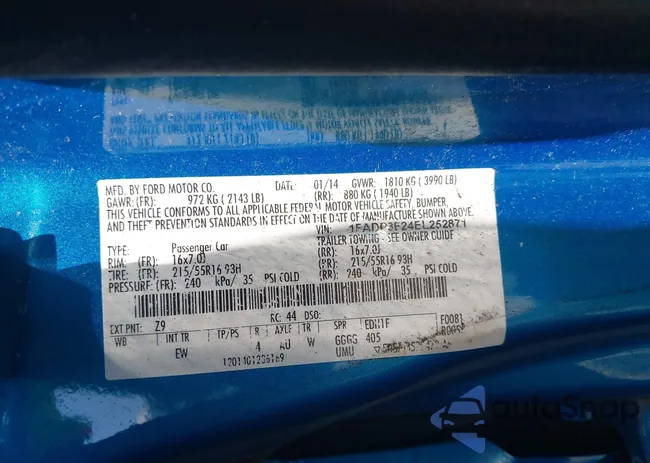 MFD. BY FORD MOTOR CO. DATE: 01/14 GVWR: 1810 KG ( 3990 LB)
GAWR: (FR): 972 KG ( 2143 LB) (RR): 880 KG ( 1940 LB)
THIS VEHICLE CONFORMS TO ALL APPLICABLE FEDERAL MOTOR VEHICLE SAFETY, BUMPER,
AND THEFT PREVENTION STANDARDS IN EFFECT ON THE DATE OF MANUFACTURE SHOWN ABOVE.
VIN: 1FADP3F24EL252871
TYPE: Passenger Car TRAILER TOWING - SEE OWNER GUIDE
RIM: (FR): 16x7.0J (RR): 16x7.0J
TIRE: (FR): 215/55R16 93H (RR): 215/55R16 93H
PRESSURE: (FR): 240 kPa/ 35 PSI COLD (RR): 240 kPa/ 35 PSI COLD
EXT PNT: Z9 RC: 44 DSO: F0081
WB INT TR TP/PS R AXLE TR SPR EDH1F
EW 4 AU W GGGS 405
UMU
autoSnap